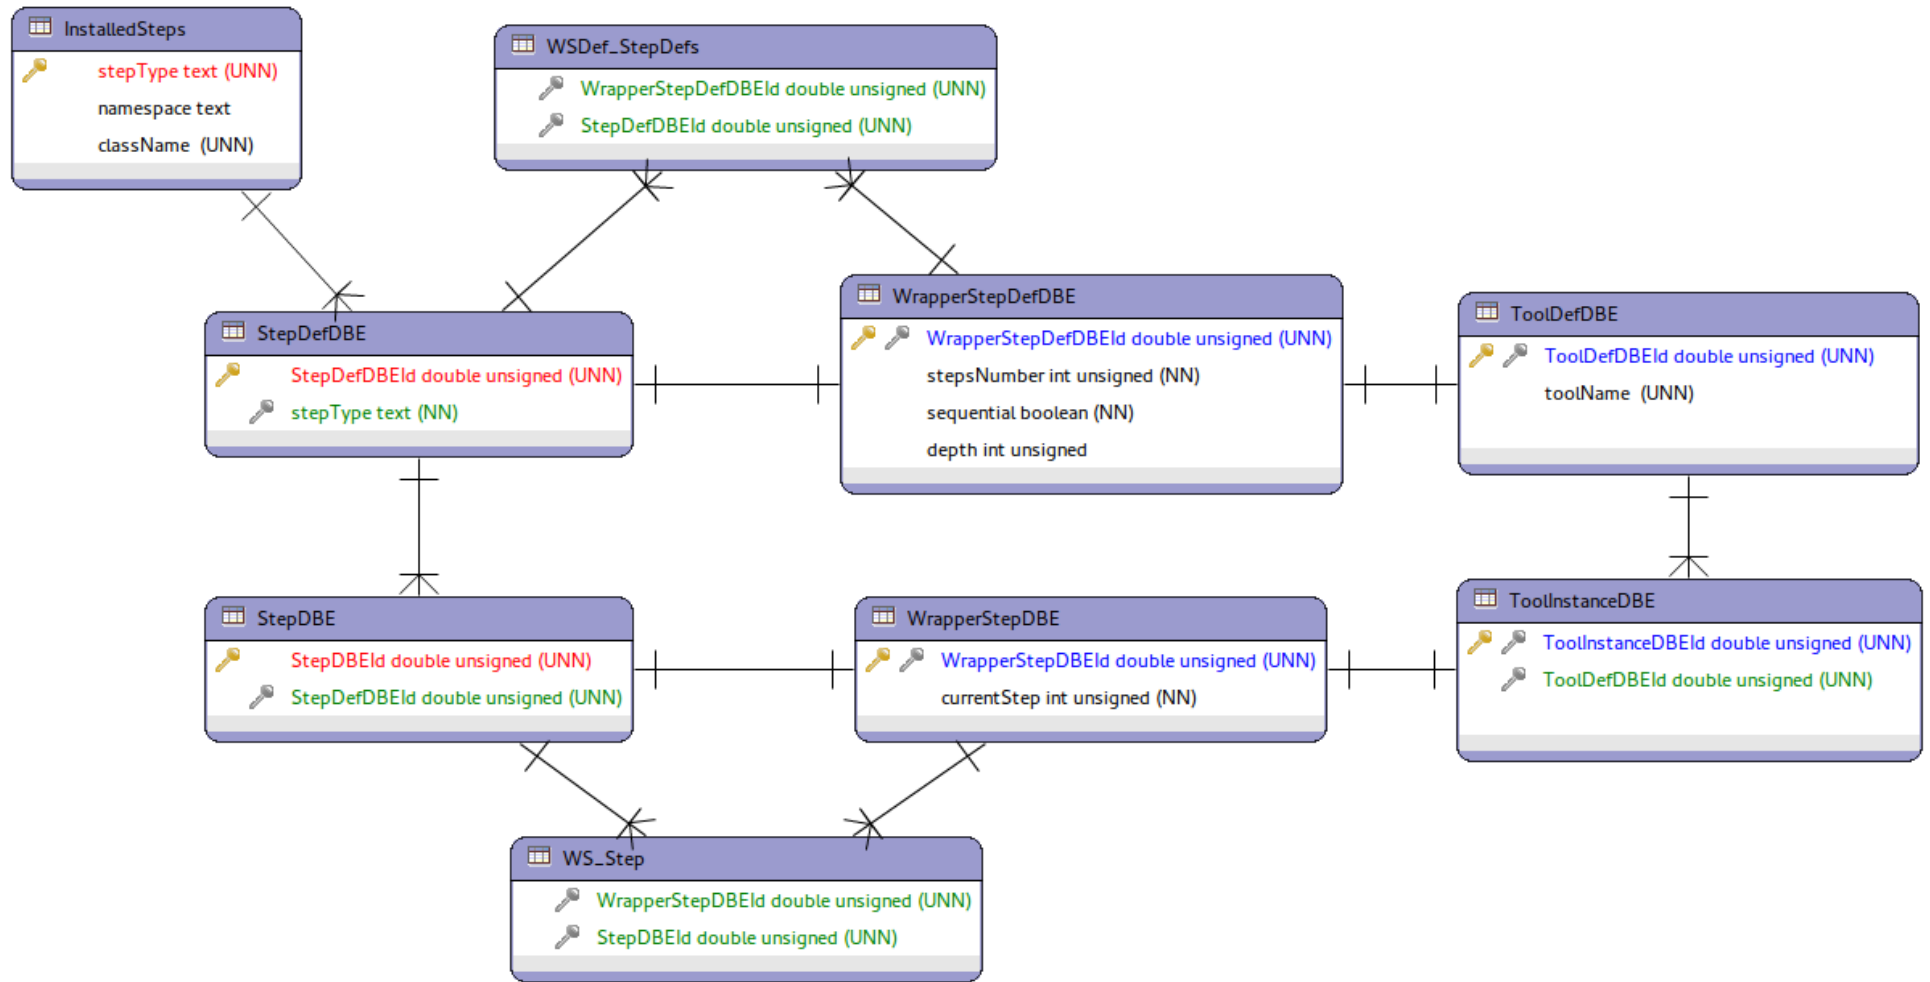 InstalledSteps
stepType text (UNN)
namespace text
className (UNN)
WSDef_StepDefs
WrapperStepDefDBEId double unsigned (UNN)
StepDefDBEId double unsigned (UNN)
StepDefDBE
StepDefDBEId double unsigned (UNN)
stepType text (NN)
WrapperStepDefDBE
WrapperStepDefDBEId double unsigned (UNN)
stepsNumber int unsigned (NN)
sequential boolean (NN)
depth int unsigned
ToolDefDBE
ToolDefDBEId double unsigned (UNN)
toolName (UNN)
StepDBE
StepDBEId double unsigned (UNN)
StepDefDBEId double unsigned (UNN)
WrapperStepDBE
WrapperStepDBEId double unsigned (UNN)
currentStep int unsigned (NN)
ToolInstanceDBE
ToolInstanceDBEId double unsigned (UNN)
ToolDefDBEId double unsigned (UNN)
WS_Step
WrapperStepDBEId double unsigned (UNN)
StepDBEId double unsigned (UNN)